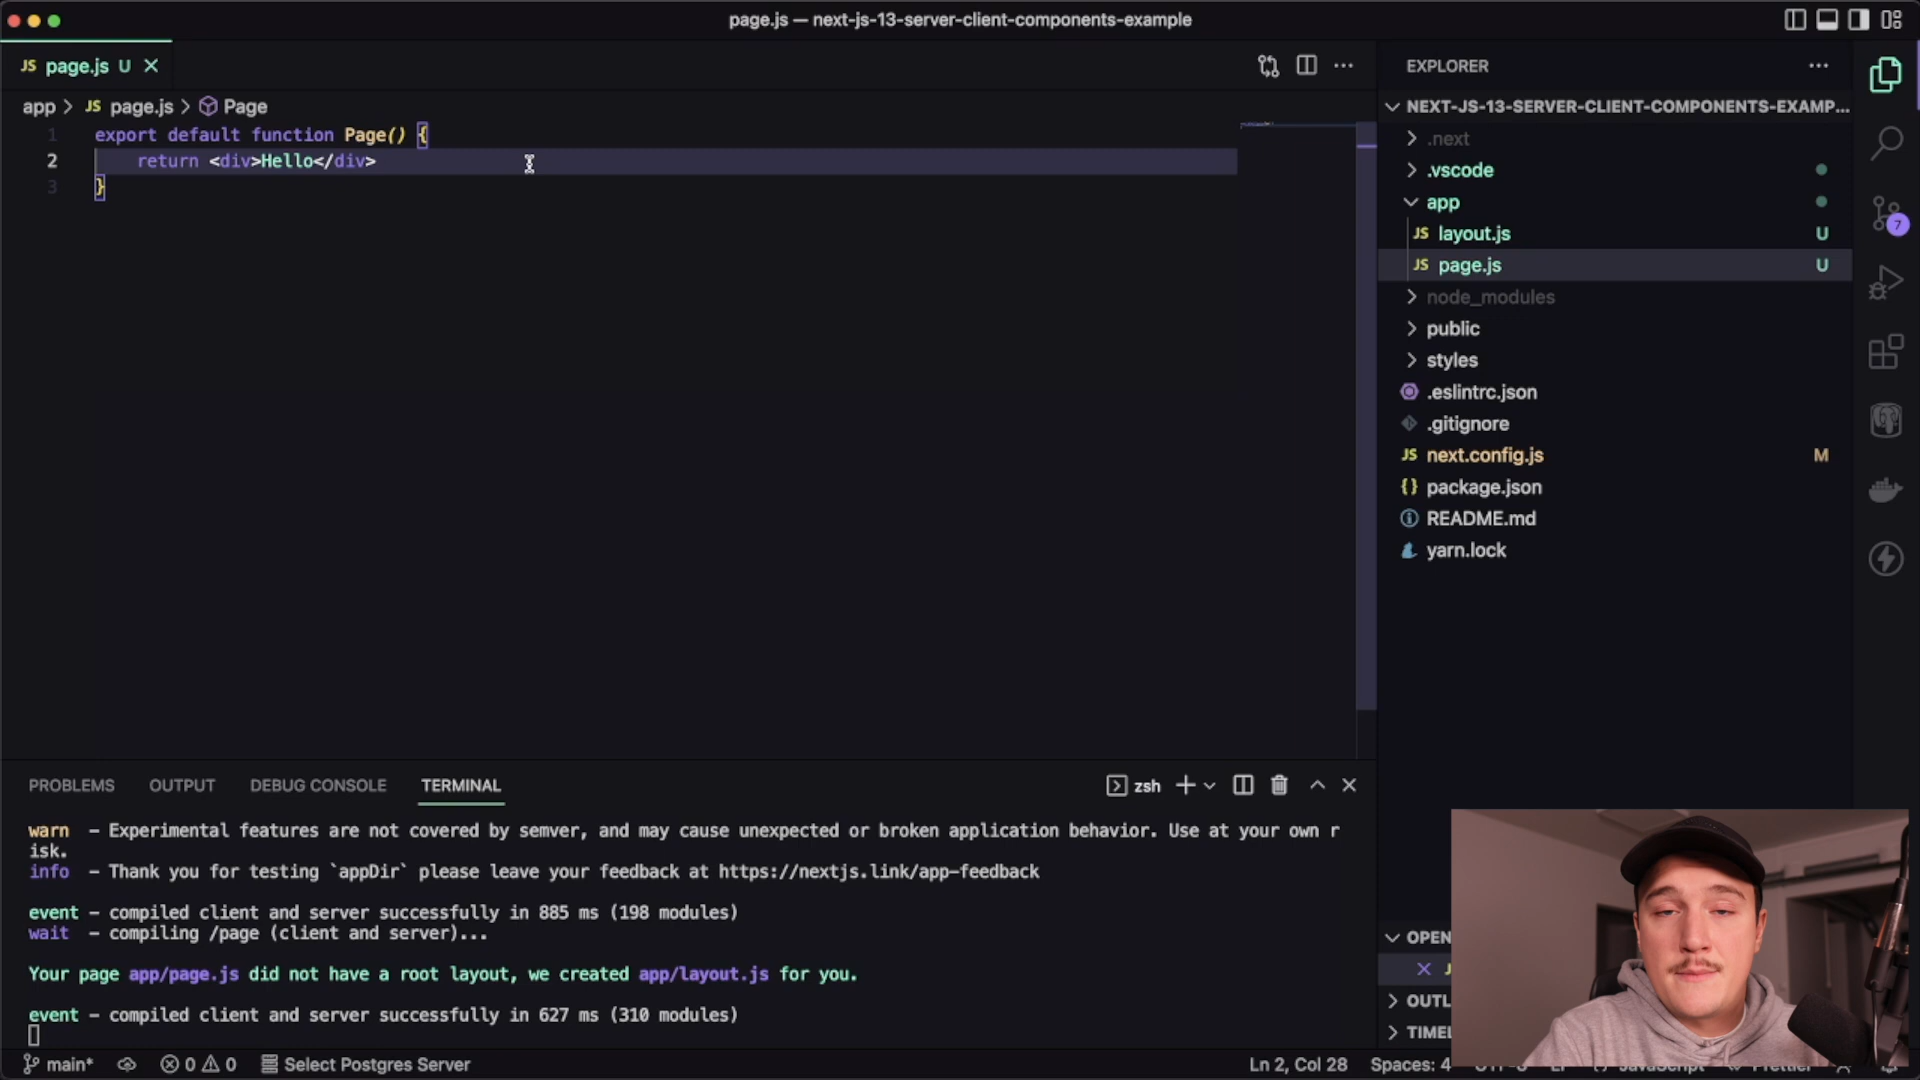 page.js — next-js-13-server-client-components-example
JS page.js U
app > JS page.js > Page
1 export default function Page() {
2 return <div>Hello</div>
3 }
EXPLORER
NEXT-JS-13-SERVER-CLIENT-COMPONENTS-EXAMP...
.next
.vscode
app
JS layout.js U
JS page.js U
node_modules
public
styles
.eslintrc.json
.gitignore
JS next.config.js M
{} package.json
README.md
yarn.lock
7
OPEN
OUTL
TIMEL
PROBLEMS OUTPUT DEBUG CONSOLE TERMINAL
zsh
warn - Experimental features are not covered by semver, and may cause unexpected or broken application behavior. Use at your own r
isk.
info - Thank you for testing `appDir` please leave your feedback at https://nextjs.link/app-feedback
event - compiled client and server successfully in 885 ms (198 modules)
wait - compiling /page (client and server)...
Your page app/page.js did not have a root layout, we created app/layout.js for you.
event - compiled client and server successfully in 627 ms (310 modules)
main* 0 0 Select Postgres Server Ln 2, Col 28 Spaces: 4